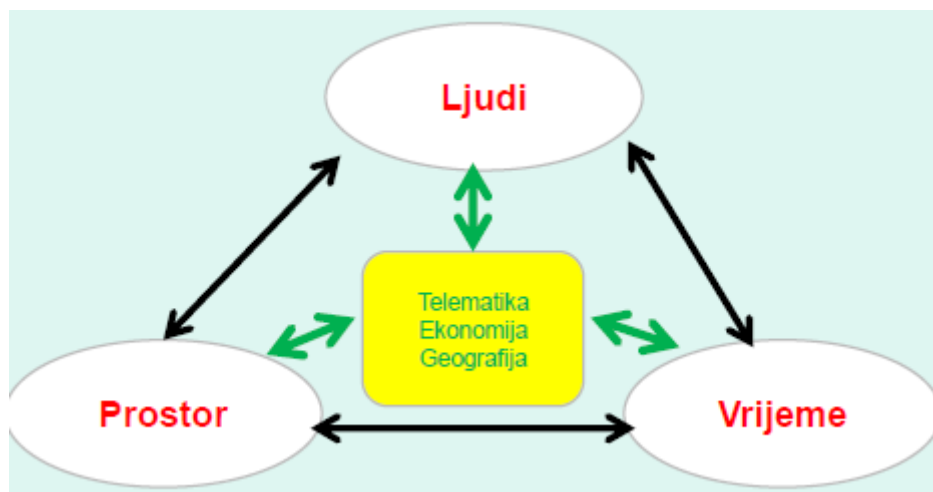 Ljudi
Telematika
Ekonomija
Geografija
Prostor
Vrijeme